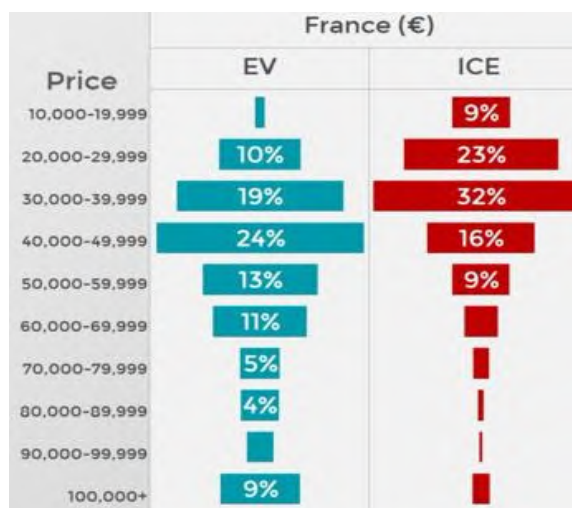 France (€)
Price EV ICE
10,000-19,999 9%
20,000-29,999 10% 23%
30,000-39,999 19% 32%
40,000-49,999 24% 16%
50,000-59,999 13% 9%
60,000-69,999 11%
70,000-79,999 5%
80,000-89,999 4%
90,000-99,999
100,000+ 9%